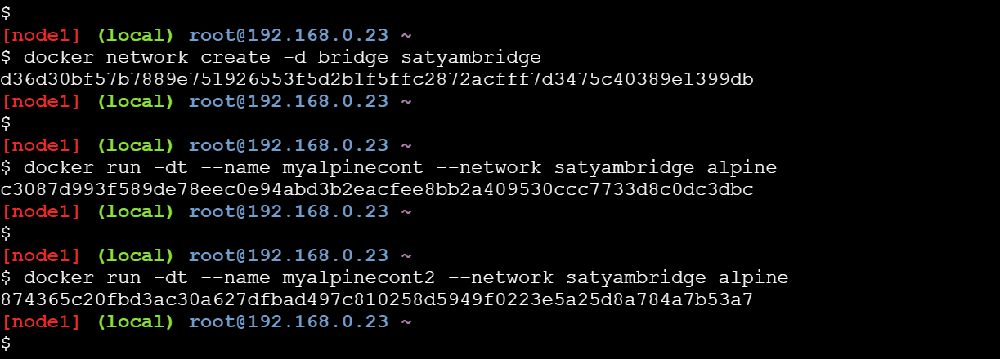 $
[node1] (local) root@192.168.0.23 ~
$ docker network create -d bridge satyambridge
d36d30bf57b7889e751926553f5d2b1f5ffc2872acfff7d3475c40389e1399db
[node1] (local) root@192.168.0.23 ~
$
[node1] (local) root@192.168.0.23 ~
$ docker run -dt --name myalpinecont --network satyambridge alpine
c3087d993f589de78eec0e94abd3b2eacfee8bb2a409530ccc7733d8c0dc3dbc
[node1] (local) root@192.168.0.23 ~
$
[node1] (local) root@192.168.0.23 ~
$ docker run -dt --name myalpinecont2 --network satyambridge alpine
874365c20fbd3ac30a627dfbad497c810258d5949f0223e5a25d8a784a7b53a7
[node1] (local) root@192.168.0.23 ~
$